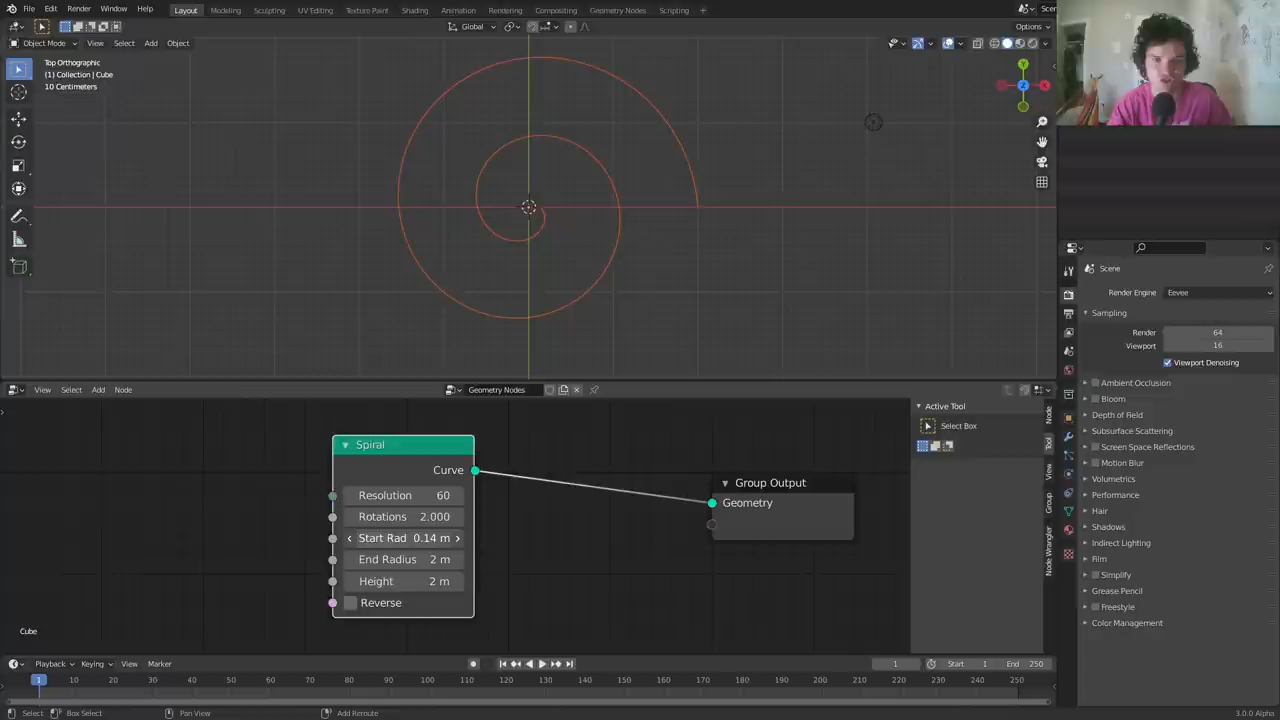 File Edit Render Window Help Layout Modeling Sculpting UV Editing Texture Paint Shading Animation Rendering Compositing Geometry Nodes Scripting + Scen
Global Options
Object Mode View Select Add Object
Top Orthographic
(1) Collection | Cube
10 Centimeters
Y
Z
X
Scene
Render Engine Eevee
Sampling
Render 64
Viewport 16
Viewport Denoising
Ambient Occlusion
Bloom
Depth of Field
Subsurface Scattering
Screen Space Reflections
Motion Blur
Volumetrics
Performance
Hair
Shadows
Indirect Lighting
Film
Simplify
Grease Pencil
Freestyle
Color Management
View Select Add Node Geometry Nodes
Active Tool
Select Box
Node
Tool
View
Group
Node Wrangler
Spiral
Curve
Resolution 60
Rotations 2.000
Start Rad 0.14 m
End Radius 2 m
Height 2 m
Reverse
Group Output
Geometry
Cube
Playback Keying View Marker 1 Start 1 End 250
1 10 20 30 40 50 60 70 80 90 100 110 120 130 140 150 160 170 180 190 200 210 220 230 240 250
Select Box Select Pan View Add Reroute 3.0.0 Alpha